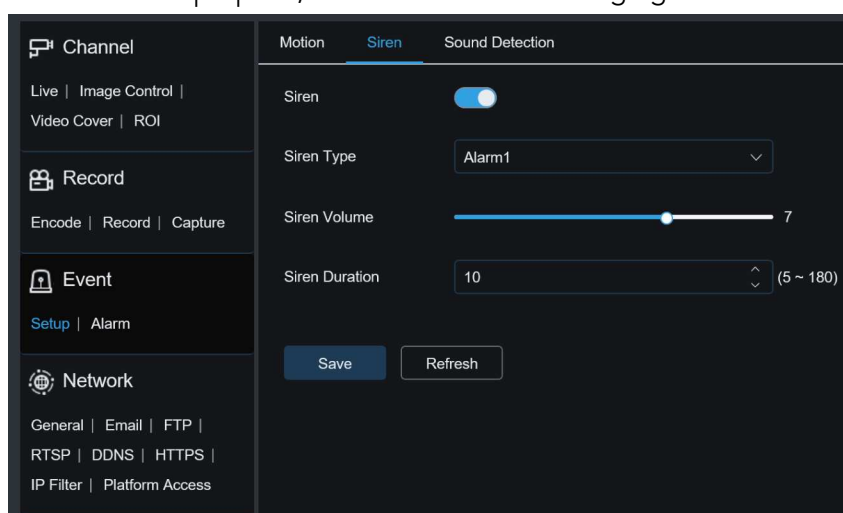 Channel
Live | Image Control |
Video Cover | ROI
Record
Encode | Record | Capture
Event
Setup | Alarm
Network
General | Email | FTP |
RTSP | DDNS | HTTPS |
IP Filter | Platform Access
Motion Siren Sound Detection
Siren
Siren Type Alarm1
Siren Volume 7
Siren Duration 10 (5 ~ 180)
Save Refresh